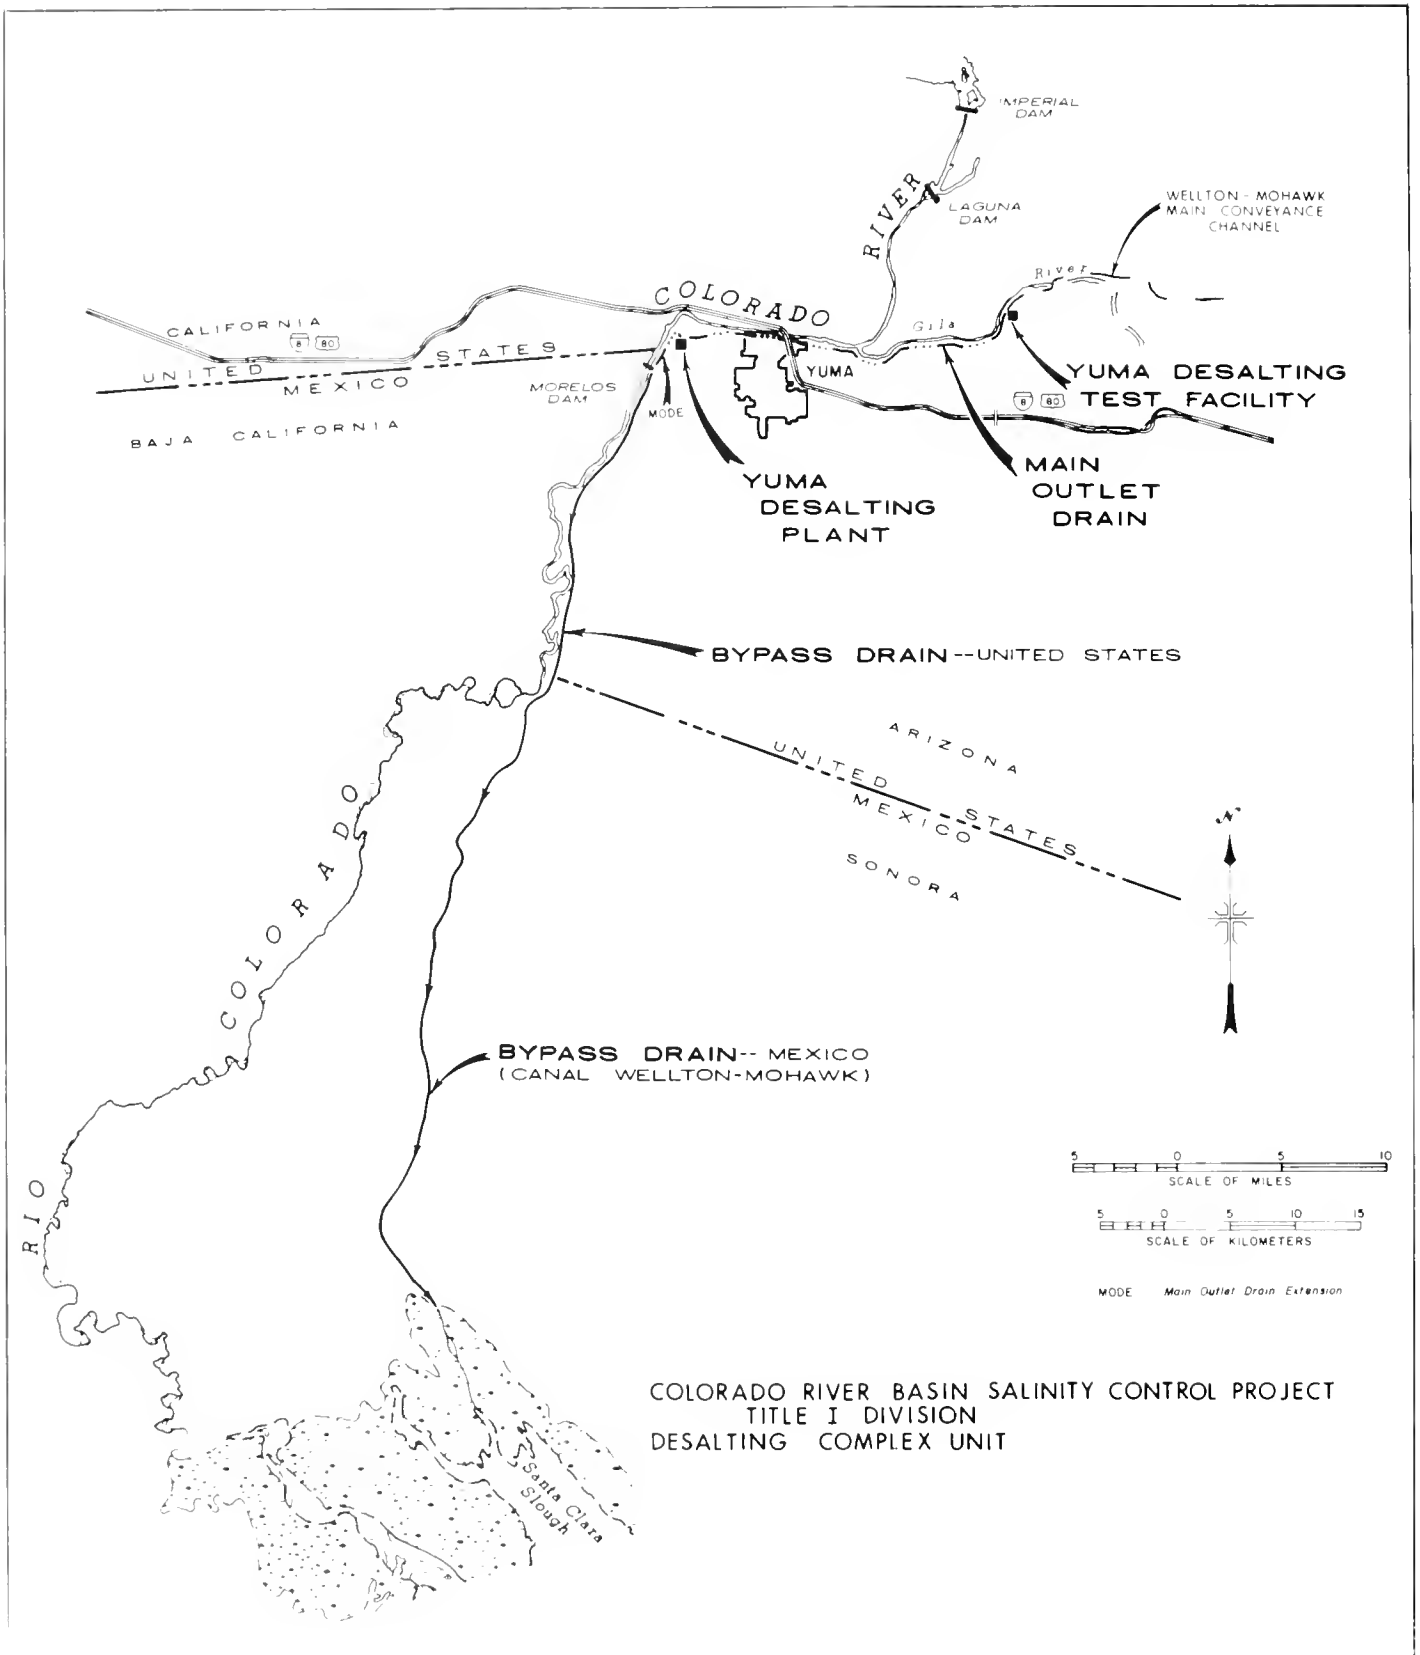 IMPERIAL
DAM
RIVER
LAGUNA
DAM
WELLTON-MOHAWK
MAIN CONVEYANCE
CHANNEL
River
COLORADO
Gila
CALIFORNIA
8 80
UNITED STATES
MEXICO
MORELOS
DAM
MODE
YUMA
BAJA CALIFORNIA
YUMA DESALTING
TEST FACILITY
8 80
YUMA
DESALTING
PLANT
MAIN
OUTLET
DRAIN
BYPASS DRAIN--UNITED STATES
ARIZONA
UNITED STATES
MEXICO
SONORA
N
RIO COLORADO
BYPASS DRAIN-- MEXICO
(CANAL WELLTON-MOHAWK)
5 0 5 10
SCALE OF MILES
5 0 5 10 15
SCALE OF KILOMETERS
MODE Main Outlet Drain Extension
Santa Clara
Slough
COLORADO RIVER BASIN SALINITY CONTROL PROJECT
TITLE I DIVISION
DESALTING COMPLEX UNIT